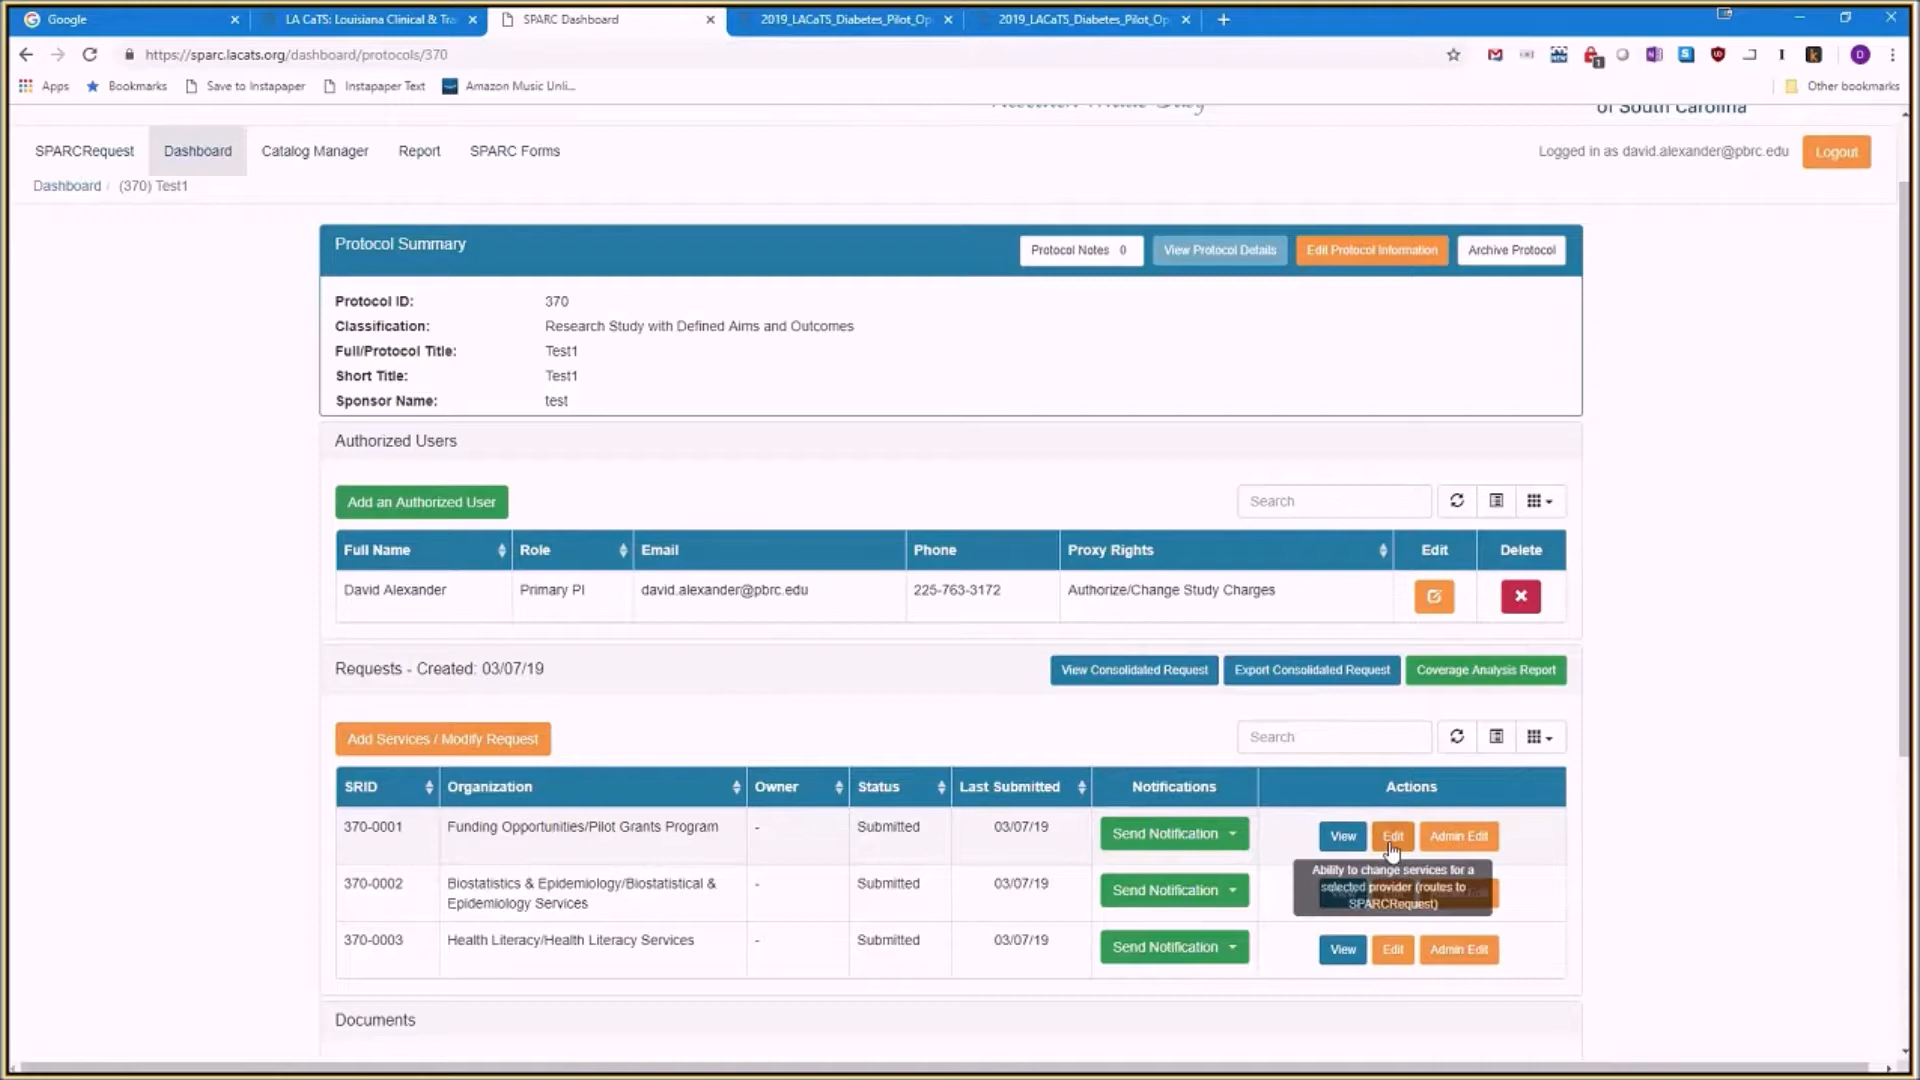 Google
LA CaTS: Louisiana Clinical & Tra
SPARC Dashboard
2019_LACaTS_Diabetes_Pilot_Op
2019_LACaTS_Diabetes_Pilot_Op
https://sparc.lacats.org/dashboard/protocols/370
Apps
Bookmarks
Save to Instapaper
Instapaper Text
Amazon Music Unli...
Other bookmarks
of South Carolina
SPARCRequest
Dashboard
Catalog Manager
Report
SPARC Forms
Logged in as david.alexander@pbrc.edu
Logout
Dashboard / (370) Test1
Protocol Summary
Protocol Notes 0
View Protocol Details
Edit Protocol Information
Archive Protocol
Protocol ID: 370
Classification: Research Study with Defined Aims and Outcomes
Full/Protocol Title: Test1
Short Title: Test1
Sponsor Name: test
Authorized Users
Add an Authorized User
Search
Full Name Role Email Phone Proxy Rights Edit Delete
David Alexander Primary PI david.alexander@pbrc.edu 225-763-3172 Authorize/Change Study Charges
Requests - Created: 03/07/19
View Consolidated Request
Export Consolidated Request
Coverage Analysis Report
Add Services / Modify Request
Search
SRID Organization Owner Status Last Submitted Notifications Actions
370-0001 Funding Opportunities/Pilot Grants Program - Submitted 03/07/19 Send Notification View Edit Admin Edit
Ability to change services for a
selected provider (routes to
SPARCRequest)
370-0002 Biostatistics & Epidemiology/Biostatistical & - Submitted 03/07/19 Send Notification
Epidemiology Services
370-0003 Health Literacy/Health Literacy Services - Submitted 03/07/19 Send Notification View Edit Admin Edit
Documents